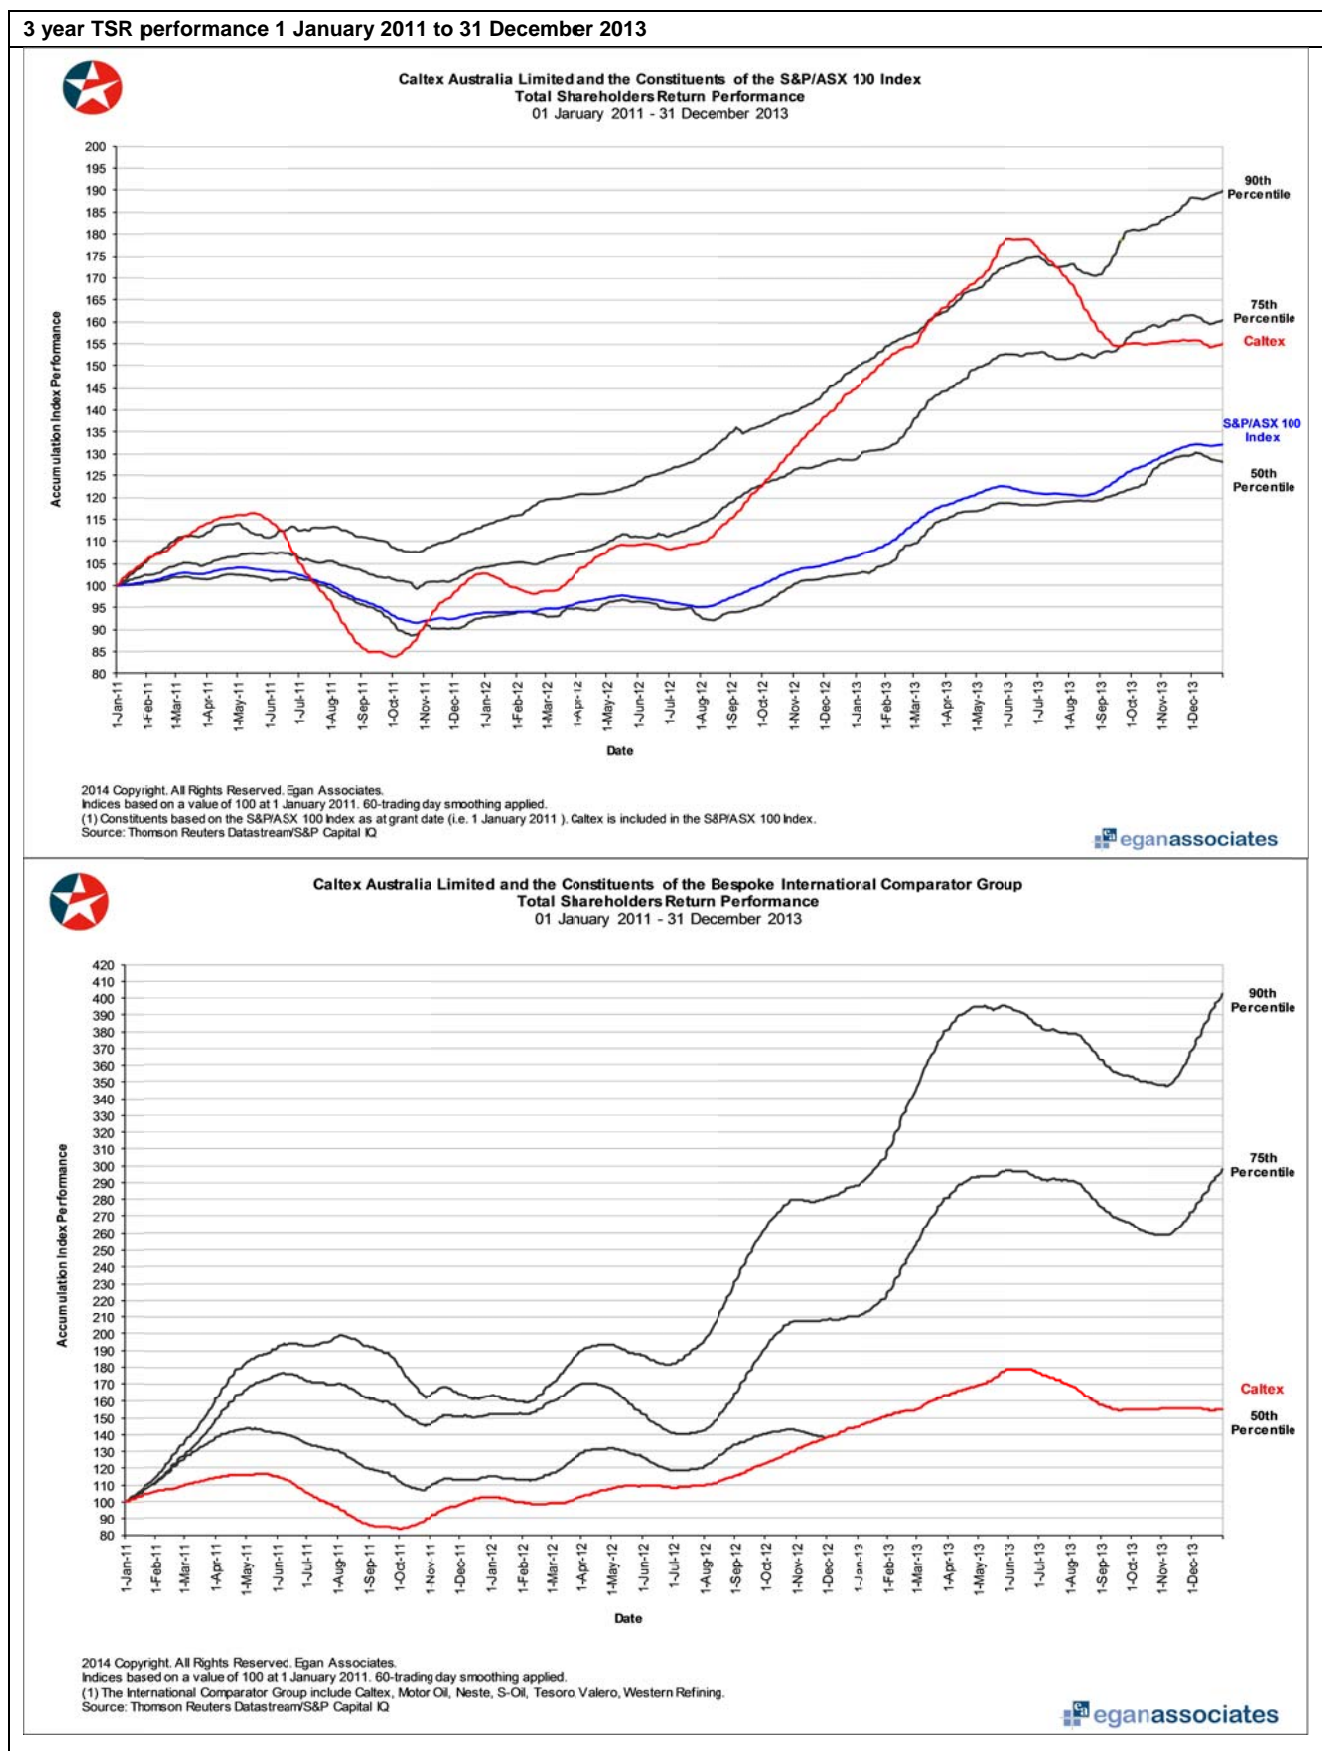 3 year TSR performance 1 January 2011 to 31 December 2013
Caltex Australia Limited and the Constituents of the S&P/ASX 100 Index
Total Shareholders Return Performance
01 January 2011 - 31 December 2013
200
195
190
185
180
175
170
165
160
155
150
145
140
135
130
125
120
115
110
105
100
95
90
85
80
Accumulation Index Performance
90th
Percentile
75th
Percentile
Caltex
S&P/ASX 100
Index
50th
Percentile
1-Jan-11
1-Feb-11
1-Mar-11
1-Apr-11
1-May-11
1-Jun-11
1-Jul-11
1-Aug-11
1-Sep-11
1-Oct-11
1-Nov-11
1-Dec-11
1-Jan-12
1-Feb-12
1-Mar-12
1-Apr-12
1-May-12
1-Jun-12
1-Jul-12
1-Aug-12
1-Sep-12
1-Oct-12
1-Nov-12
1-Dec-12
1-Jan-13
1-Feb-13
1-Mar-13
1-Apr-13
1-May-13
1-Jun-13
1-Jul-13
1-Aug-13
1-Sep-13
1-Oct-13
1-Nov-13
1-Dec-13
Date
2014 Copyright. All Rights Reserved. Egan Associates.
Indices based on a value of 100 at 1 January 2011. 60-trading day smoothing applied.
(1) Constituents based on the S&P/ASX 100 Index as at grant date (i.e. 1 January 2011 ). Caltex is included in the S&P/ASX 100 Index.
Source: Thomson Reuters Datastream/S&P Capital IQ
ea eganassociates
Caltex Australia Limited and the Constituents of the Bespoke International Comparator Group
Total Shareholders Return Performance
01 January 2011 - 31 December 2013
420
410
400
390
380
370
360
350
340
330
320
310
300
290
280
270
260
250
240
230
220
210
200
190
180
170
160
150
140
130
120
110
100
90
80
Accumulation Index Performance
90th
Percentile
75th
Percentile
Caltex
50th
Percentile
1-Jan-11
1-Feb-11
1-Mar-11
1-Apr-11
1-May-11
1-Jun-11
1-Jul-11
1-Aug-11
1-Sep-11
1-Oct-11
1-Nov-11
1-Dec-11
1-Jan-12
1-Feb-12
1-Mar-12
1-Apr-12
1-May-12
1-Jun-12
1-Jul-12
1-Aug-12
1-Sep-12
1-Oct-12
1-Nov-12
1-Dec-12
1-Jan-13
1-Feb-13
1-Mar-13
1-Apr-13
1-May-13
1-Jun-13
1-Jul-13
1-Aug-13
1-Sep-13
1-Oct-13
1-Nov-13
1-Dec-13
Date
2014 Copyright. All Rights Reserved. Egan Associates.
Indices based on a value of 100 at 1 January 2011. 60-trading day smoothing applied.
(1) The International Comparator Group include Caltex, Motor Oil, Neste, S-Oil, Tesoro, Valero, Western Refining.
Source: Thomson Reuters Datastream/S&P Capital IQ
ea eganassociates